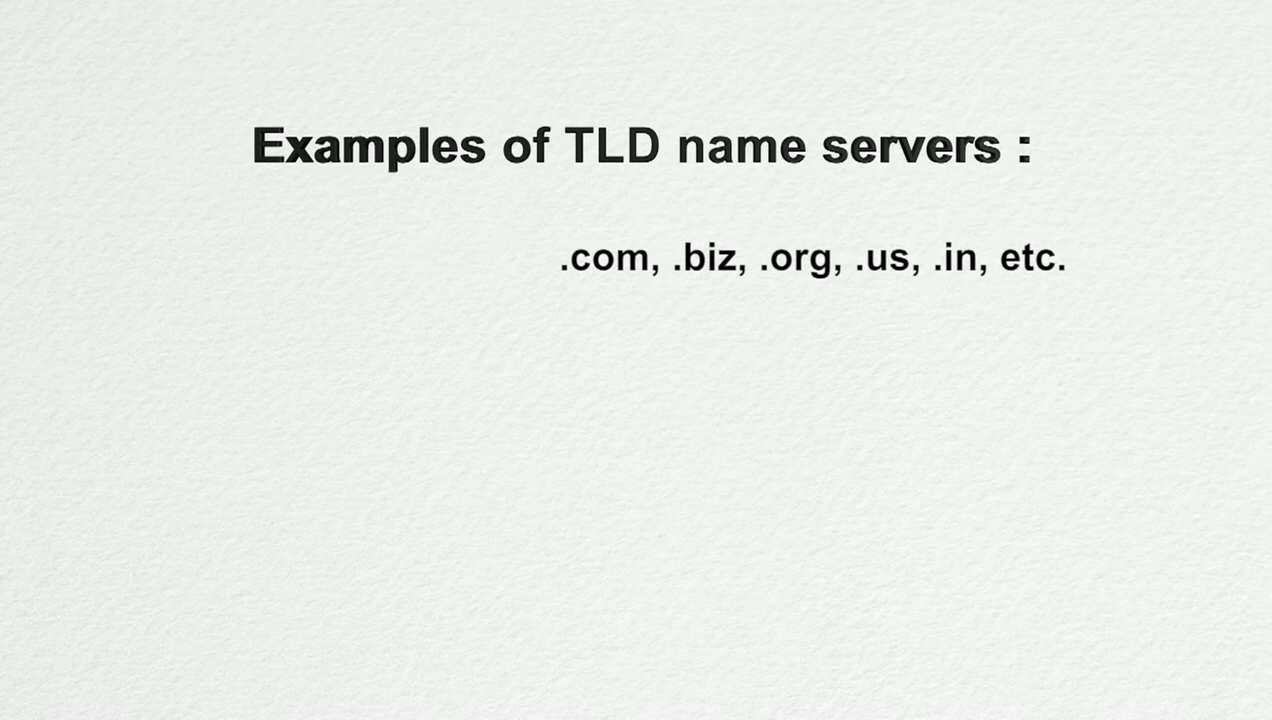 Examples of TLD name servers :
.com, .biz, .org, .us, .in, etc.